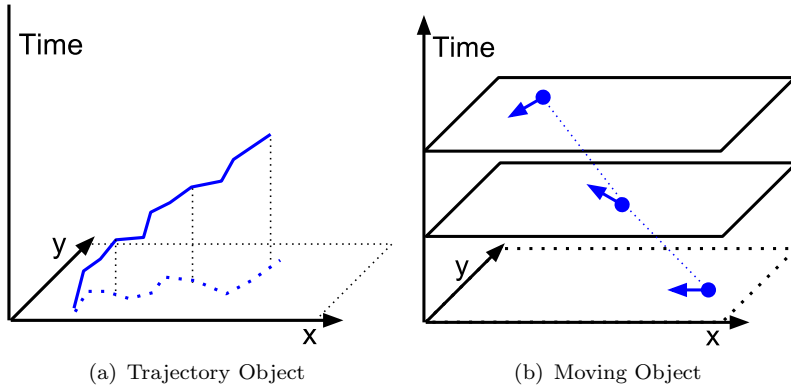 Time
y
x
(a) Trajectory Object
Time
y
x
(b) Moving Object